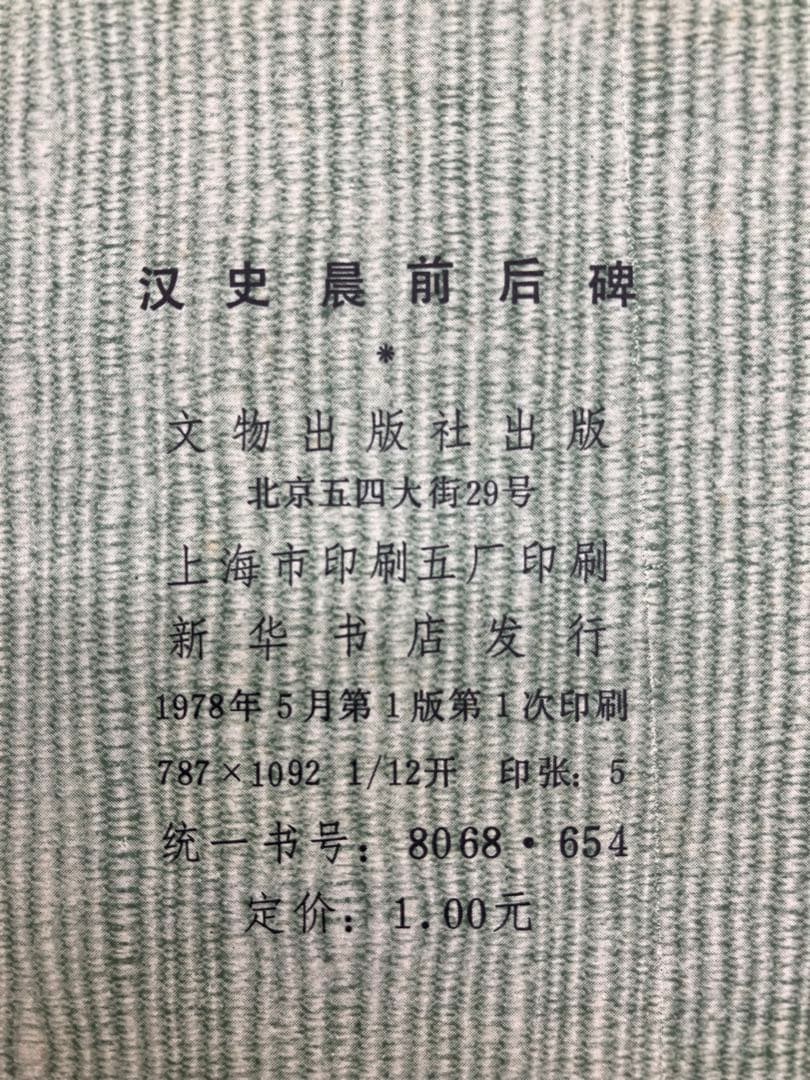 汉史晨前后碑
*
文物出版社出版
北京五四大街29号
上海市印刷五厂印刷
新华书店发行
1978年5月第1版第1次印刷
787×1092 1/12开 印张：5
统一书号：8068·654
定价：1.00元